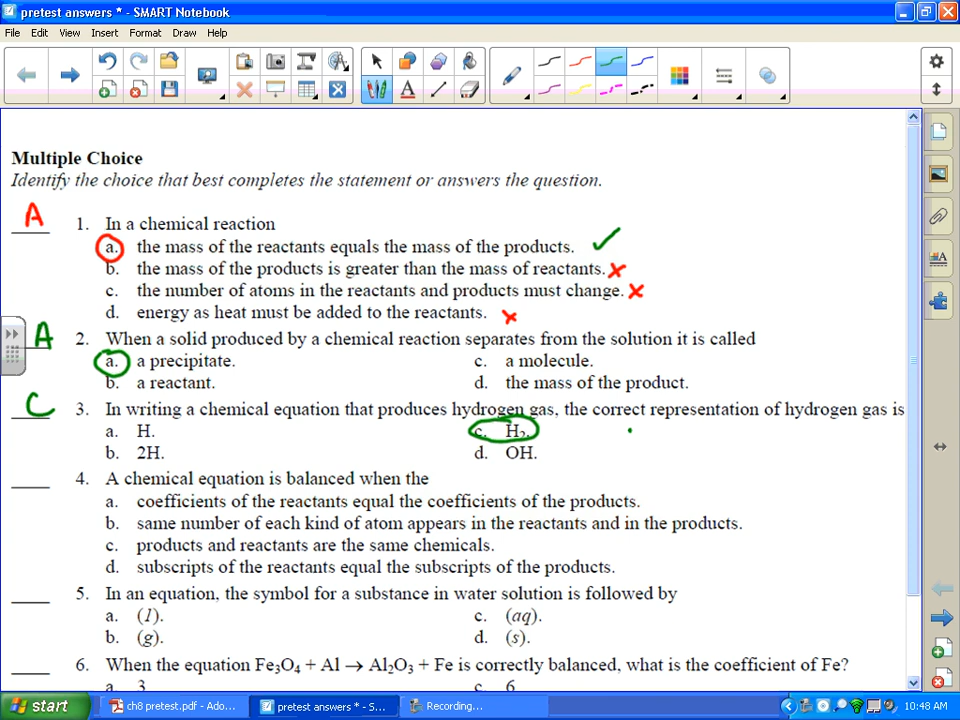 pretest answers * - SMART Notebook
File Edit View Insert Format Draw Help
Multiple Choice
Identify the choice that best completes the statement or answers the question.
A 1. In a chemical reaction
a. the mass of the reactants equals the mass of the products.
b. the mass of the products is greater than the mass of reactants.
c. the number of atoms in the reactants and products must change.
d. energy as heat must be added to the reactants.
A 2. When a solid produced by a chemical reaction separates from the solution it is called
a. a precipitate. c. a molecule.
b. a reactant. d. the mass of the product.
C 3. In writing a chemical equation that produces hydrogen gas, the correct representation of hydrogen gas is
a. H. c. H₂.
b. 2H. d. OH.
4. A chemical equation is balanced when the
a. coefficients of the reactants equal the coefficients of the products.
b. same number of each kind of atom appears in the reactants and in the products.
c. products and reactants are the same chemicals.
d. subscripts of the reactants equal the subscripts of the products.
5. In an equation, the symbol for a substance in water solution is followed by
a. (l). c. (aq).
b. (g). d. (s).
6. When the equation Fe₃O₄ + Al → Al₂O₃ + Fe is correctly balanced, what is the coefficient of Fe?
a. 3 c. 6
start ch8 pretest.pdf - Ado... pretest answers * - S... Recording... 10:48 AM